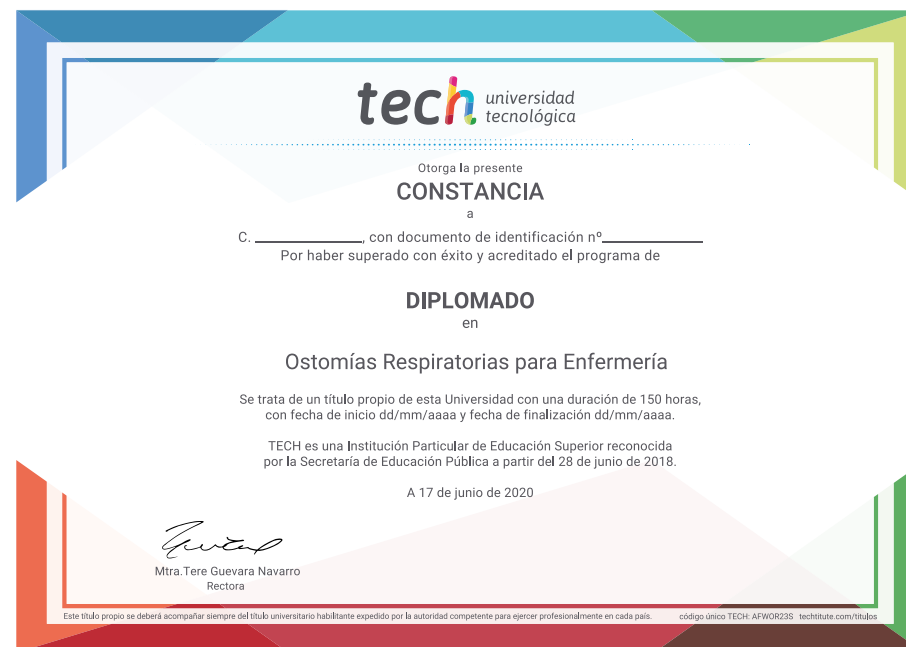 tech universidad
tecnológica
Otorga la presente
CONSTANCIA
a
C. ____________, con documento de identificación nº____________
Por haber superado con éxito y acreditado el programa de
DIPLOMADO
en
Ostomías Respiratorias para Enfermería
Se trata de un título propio de esta Universidad con una duración de 150 horas,
con fecha de inicio dd/mm/aaaa y fecha de finalización dd/mm/aaaa.
TECH es una Institución Particular de Educación Superior reconocida
por la Secretaría de Educación Pública a partir del 28 de junio de 2018.
A 17 de junio de 2020
Mtra.Tere Guevara Navarro
Rectora
Este título propio se deberá acompañar siempre del título universitario habilitante expedido por la autoridad competente para ejercer profesionalmente en cada país. código único TECH: AFWOR23S techtitute.com/titulos